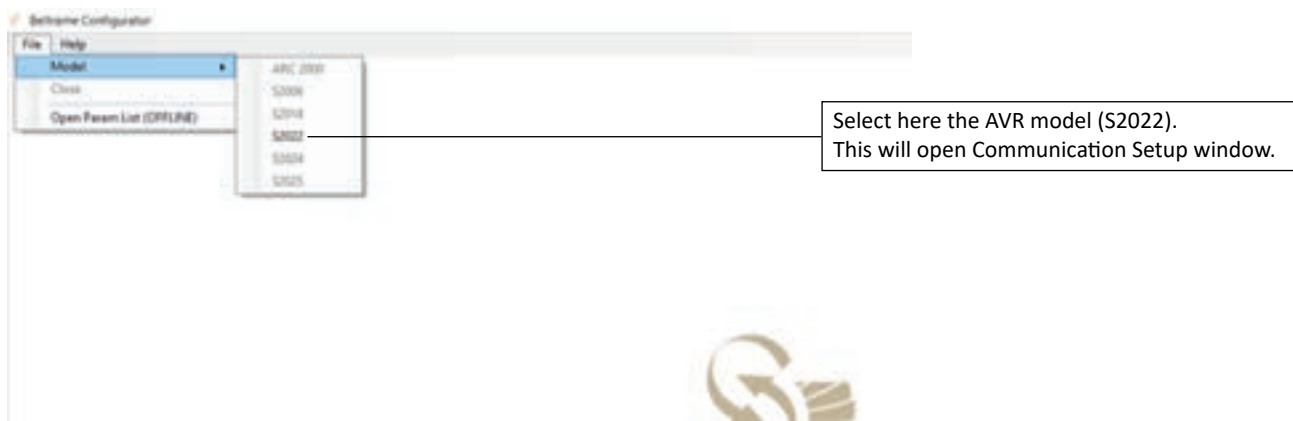 Beltrame Configurator
File Help
Model
Close
Open Param List (OFFLINE)
ARC 2000
S2006
S2018
S2022
S2024
S2025
Select here the AVR model (S2022).
This will open Communication Setup window.